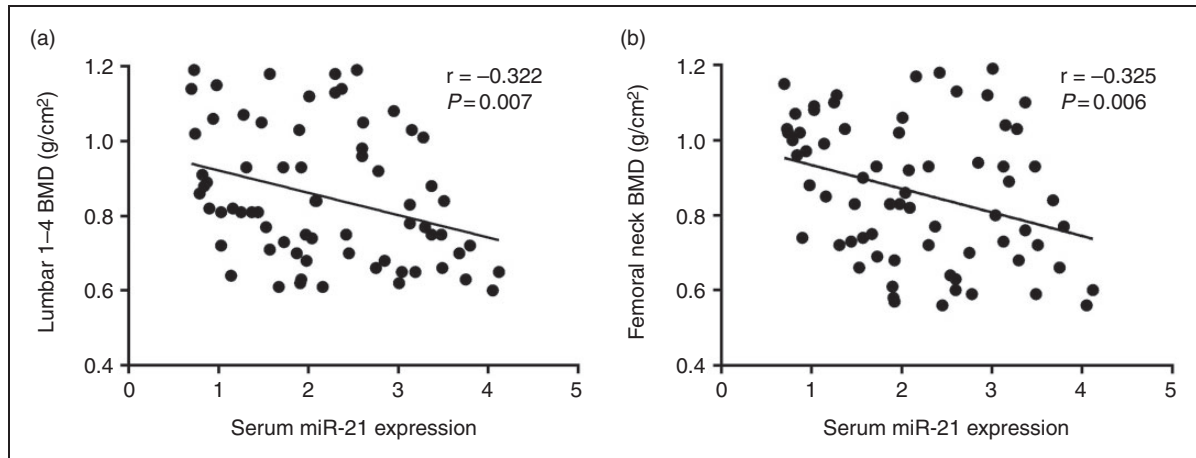 (a)
r = −0.322
P = 0.007
Lumbar 1–4 BMD (g/cm²)
1.2
1.0
0.8
0.6
0.4
0 1 2 3 4 5
Serum miR-21 expression
(b)
r = −0.325
P = 0.006
Femoral neck BMD (g/cm²)
1.2
1.0
0.8
0.6
0.4
0 1 2 3 4 5
Serum miR-21 expression